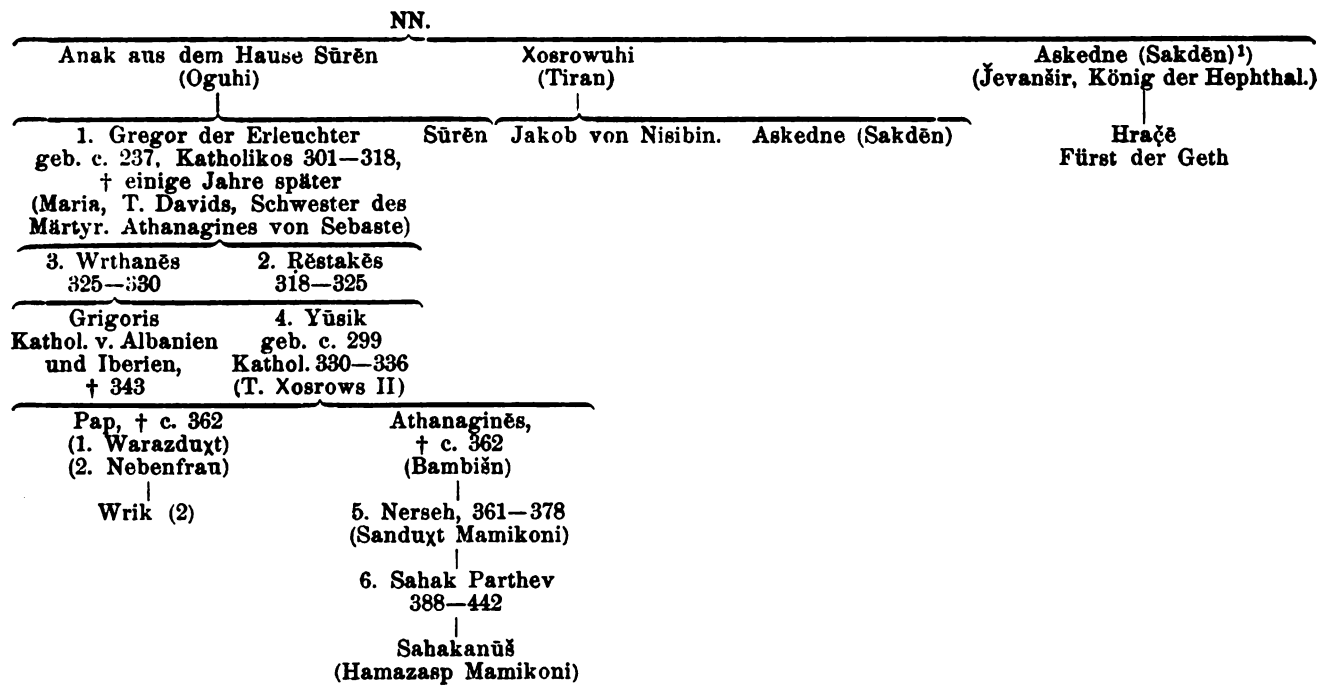 NN.
Anak aus dem Hause Sūrēn Xosrowuhi Askedne (Sakdēn)¹)
(Oguhi) (Tiran) (J̌evanšir, König der Hephthal.)
1. Gregor der Erleuchter Sūrēn Jakob von Nisibin. Askedne (Sakdēn) Hračē
geb. c. 237, Katholikos 301—318, Fürst der Geth
† einige Jahre später
(Maria, T. Davids, Schwester des
Märtyr. Athanagines von Sebaste)
3. Wrthanēs 2. Ṛēstakēs
325—330 318—325
Grigoris 4. Yūsik
Kathol. v. Albanien geb. c. 299
und Iberien, Kathol. 330—336
† 343 (T. Xosrows II)
Pap, † c. 362 Athanaginēs,
(1. Warazduχt) † c. 362
(2. Nebenfrau) (Bambišn)
Wrik (2) 5. Nerseh, 361—378
(Sanduχt Mamikoni)
6. Sahak Parthev
388—442
Sahakanūš
(Hamazasp Mamikoni)